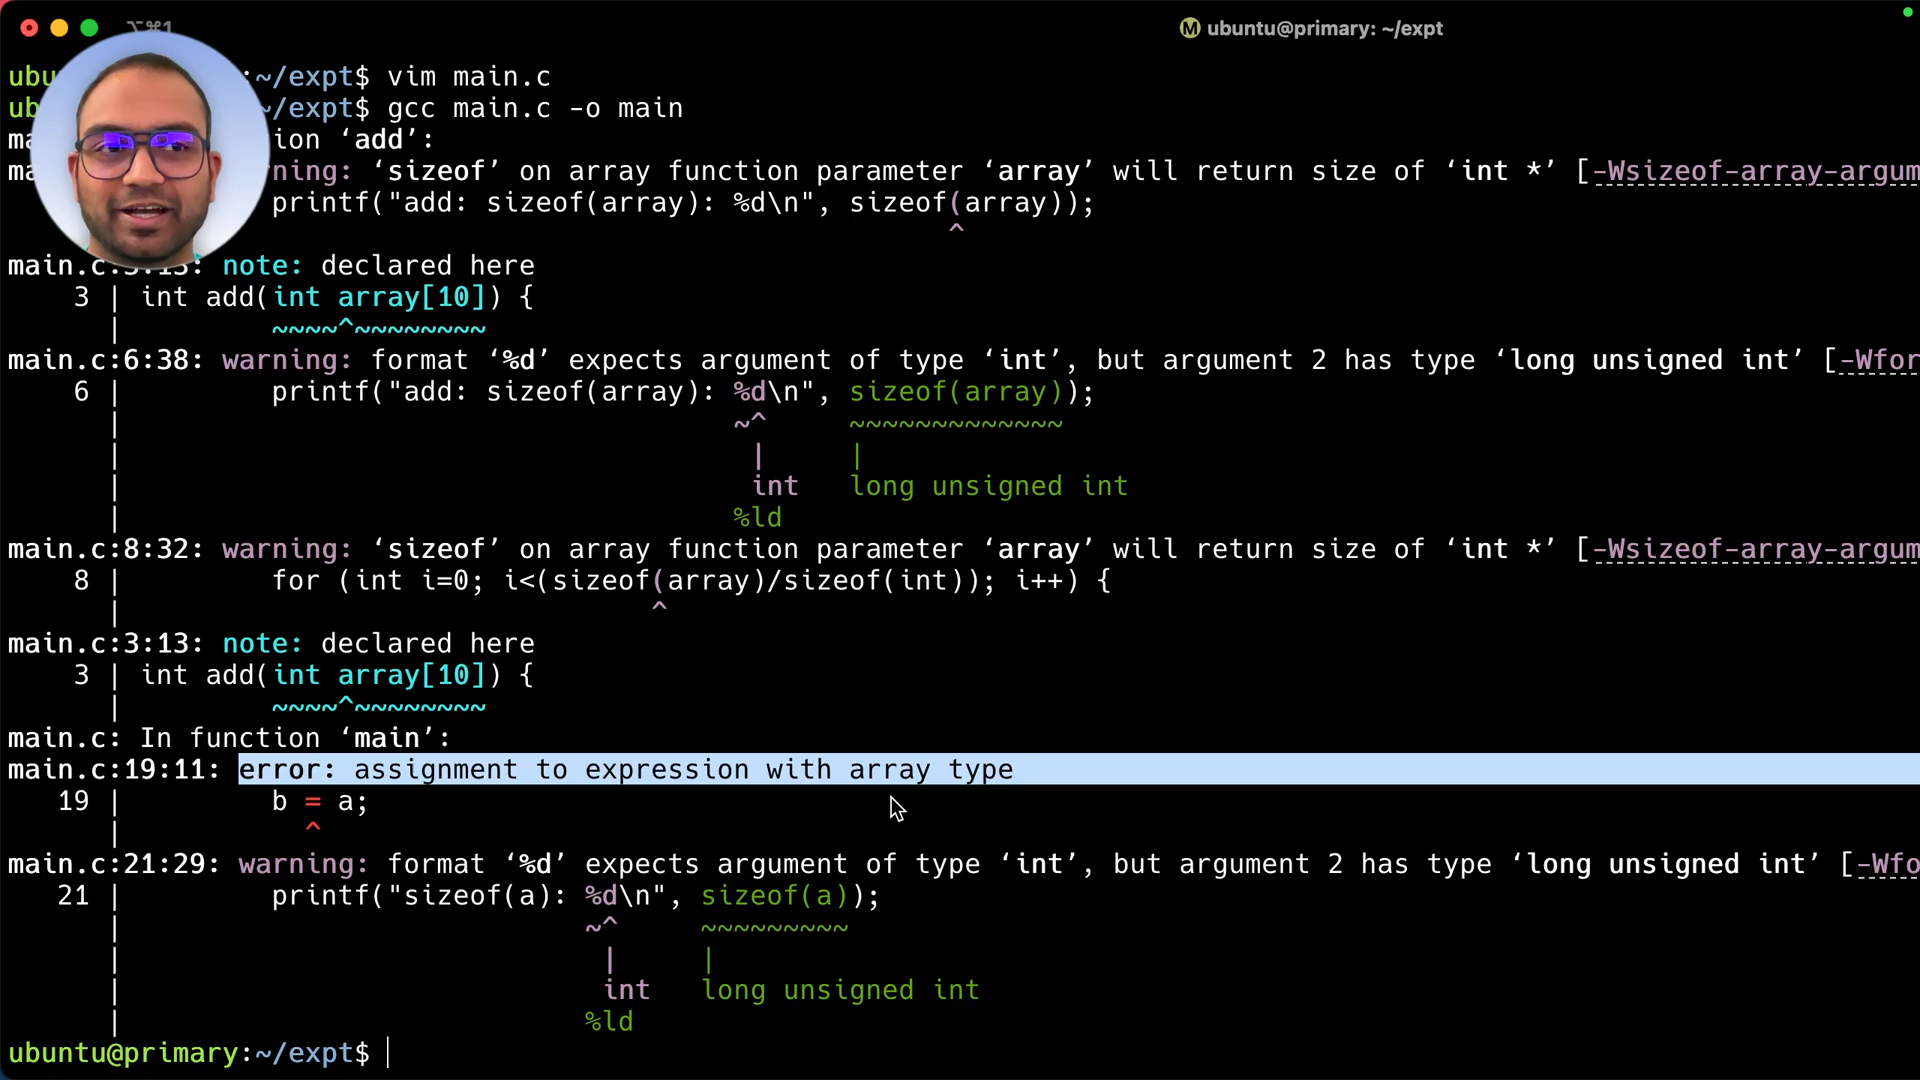 ⌥⌘1
ubuntu@primary: ~/expt
ubu :~/expt$ vim main.c
ub ~/expt$ gcc main.c -o main
ma ion ‘add’:
ma ning: ‘sizeof’ on array function parameter ‘array’ will return size of ‘int *’ [-Wsizeof-array-argum
printf("add: sizeof(array): %d\n", sizeof(array));
^
main.c:3:13: note: declared here
3 | int add(int array[10]) {
| ~~~~^~~~~~~~~
main.c:6:38: warning: format ‘%d’ expects argument of type ‘int’, but argument 2 has type ‘long unsigned int’ [-Wfor
6 | printf("add: sizeof(array): %d\n", sizeof(array));
| ~^ ~~~~~~~~~~~~~
| | |
| int long unsigned int
| %ld
main.c:8:32: warning: ‘sizeof’ on array function parameter ‘array’ will return size of ‘int *’ [-Wsizeof-array-argum
8 | for (int i=0; i<(sizeof(array)/sizeof(int)); i++) {
| ^
main.c:3:13: note: declared here
3 | int add(int array[10]) {
| ~~~~^~~~~~~~~
main.c: In function ‘main’:
main.c:19:11: error: assignment to expression with array type
19 | b = a;
| ^
main.c:21:29: warning: format ‘%d’ expects argument of type ‘int’, but argument 2 has type ‘long unsigned int’ [-Wfo
21 | printf("sizeof(a): %d\n", sizeof(a));
| ~^ ~~~~~~~~~
| | |
| int long unsigned int
| %ld
ubuntu@primary:~/expt$